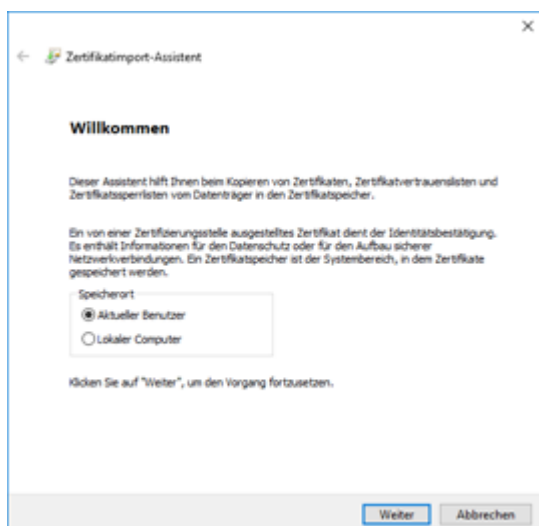 Zertifikatimport-Assistent
Willkommen
Dieser Assistent hilft Ihnen beim Kopieren von Zertifikaten, Zertifikatvertrauenslisten und
Zertifikatssperrlisten vom Datenträger in den Zertifikatspeicher.
Ein von einer Zertifizierungsstelle ausgestelltes Zertifikat dient der Identitätsbestätigung.
Es enthält Informationen für den Datenschutz oder für den Aufbau sicherer
Netzwerkverbindungen. Ein Zertifikatspeicher ist der Systembereich, in dem Zertifikate
gespeichert werden.
Speicherort
Aktueller Benutzer
Lokaler Computer
Klicken Sie auf "Weiter", um den Vorgang fortzusetzen.
Weiter Abbrechen